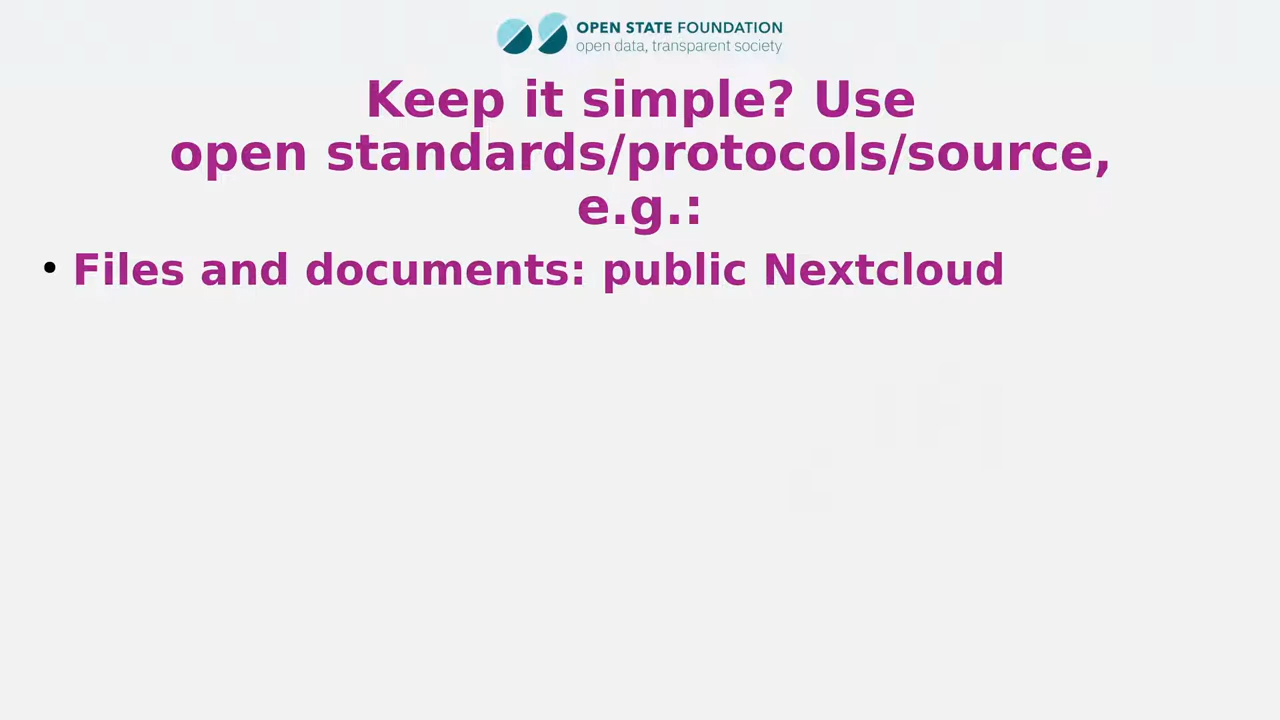 OPEN STATE FOUNDATION
open data, transparent society
Keep it simple? Use
open standards/protocols/source,
e.g.:
• Files and documents: public Nextcloud